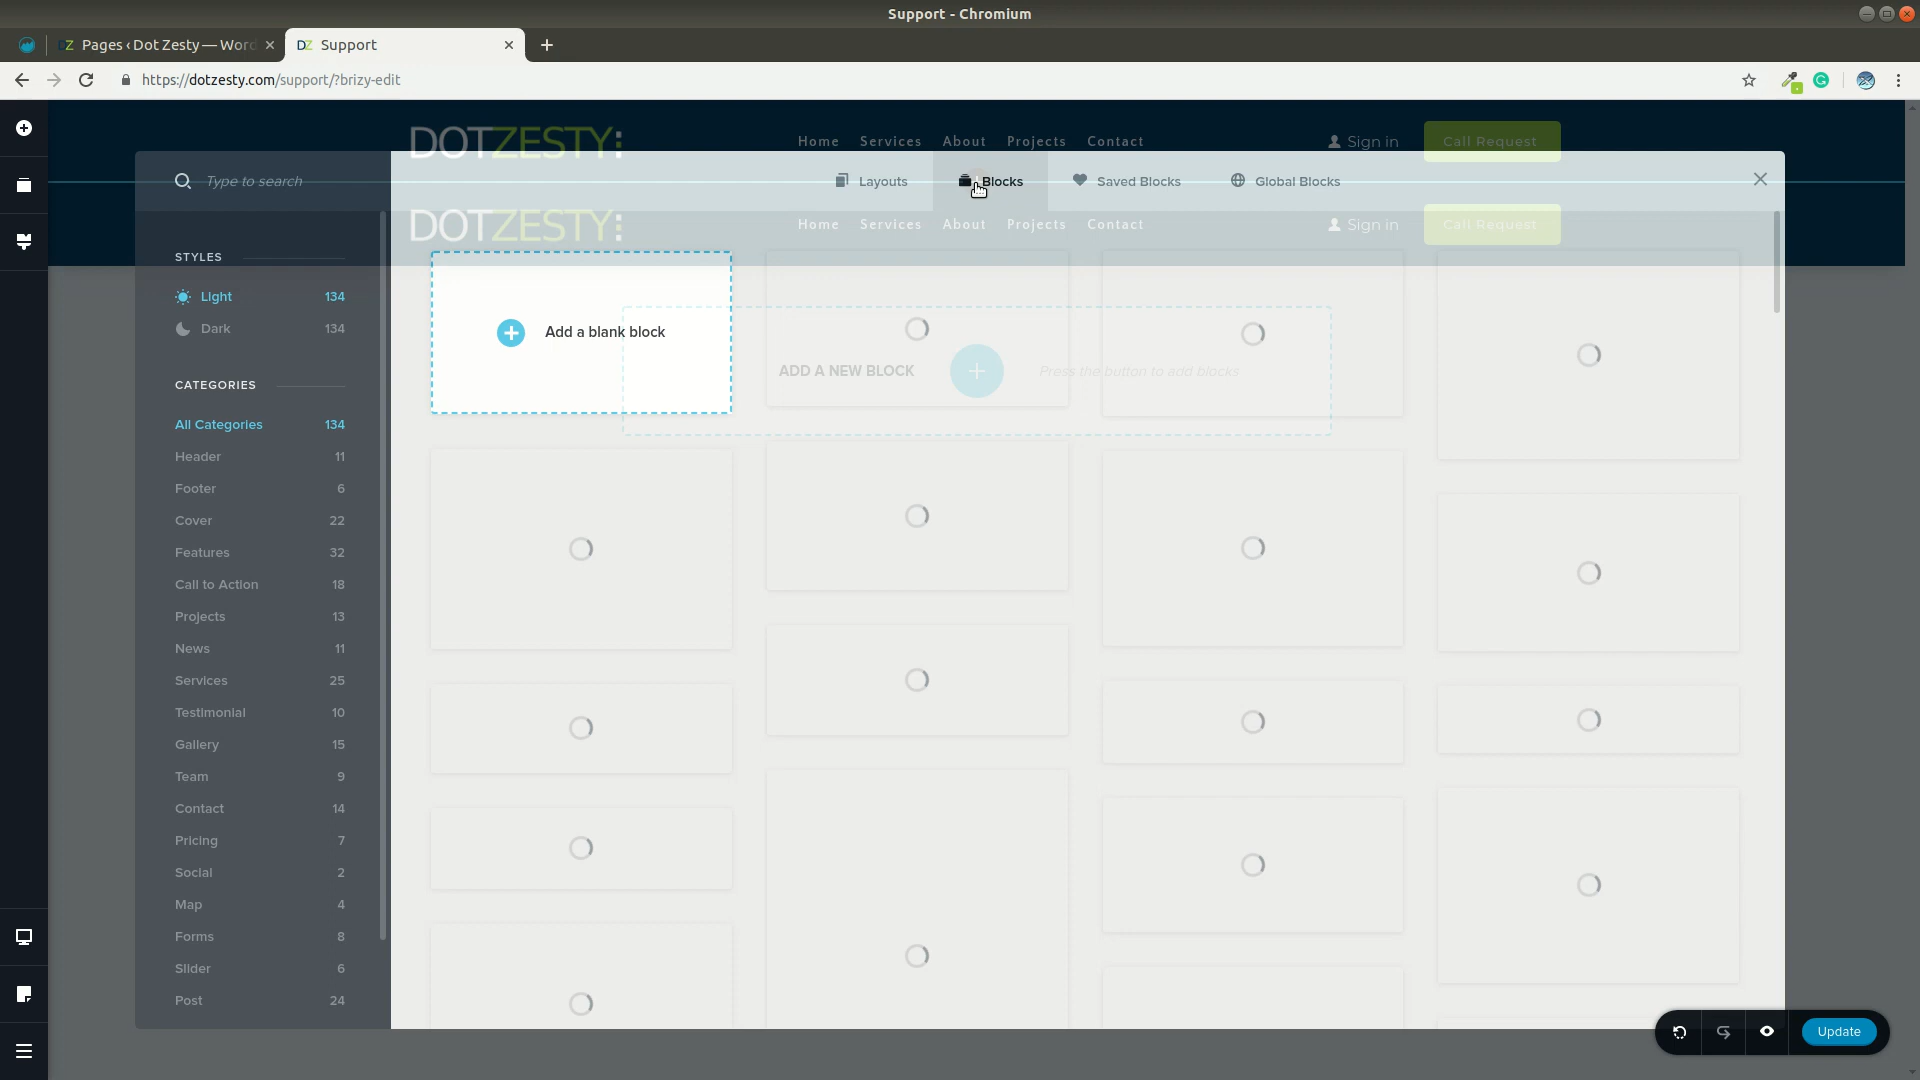 Support - Chromium
DZ Pages ‹ Dot Zesty — Word
DZ Support
https://dotzesty.com/support/?brizy-edit
DOTZESTY:
Home Services About Projects Contact
Sign in
Call Request
Type to search
Layouts
Blocks
Saved Blocks
Global Blocks
DOTZESTY:
Home Services About Projects Contact
Sign in
Call Request
STYLES
Light 134
Dark 134
CATEGORIES
All Categories 134
Header 11
Footer 6
Cover 22
Features 32
Call to Action 18
Projects 13
News 11
Services 25
Testimonial 10
Gallery 15
Team 9
Contact 14
Pricing 7
Social 2
Map 4
Forms 8
Slider 6
Post 24
Add a blank block
ADD A NEW BLOCK
Press the button to add blocks
Update